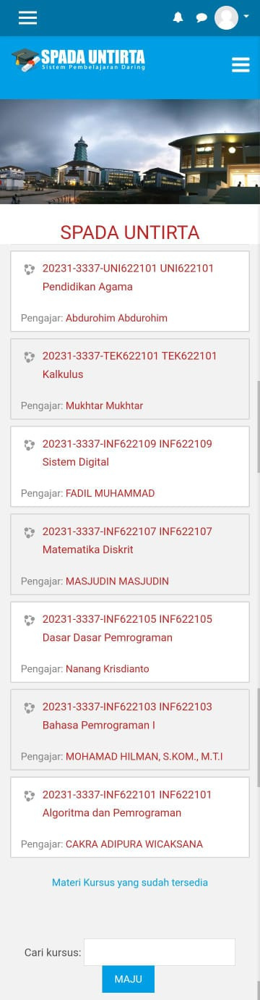 SPADA UNTIRTA
Sistem Pembelajaran Daring
SPADA UNTIRTA
20231-3337-UNI622101 UNI622101
Pendidikan Agama
Pengajar: Abdurohim Abdurohim
20231-3337-TEK622101 TEK622101
Kalkulus
Pengajar: Mukhtar Mukhtar
20231-3337-INF622109 INF622109
Sistem Digital
Pengajar: FADIL MUHAMMAD
20231-3337-INF622107 INF622107
Matematika Diskrit
Pengajar: MASJUDIN MASJUDIN
20231-3337-INF622105 INF622105
Dasar Dasar Pemrograman
Pengajar: Nanang Krisdianto
20231-3337-INF622103 INF622103
Bahasa Pemrograman I
Pengajar: MOHAMAD HILMAN, S.KOM., M.T.I
20231-3337-INF622101 INF622101
Algoritma dan Pemrograman
Pengajar: CAKRA ADIPURA WICAKSANA
Materi Kursus yang sudah tersedia
Cari kursus:
MAJU